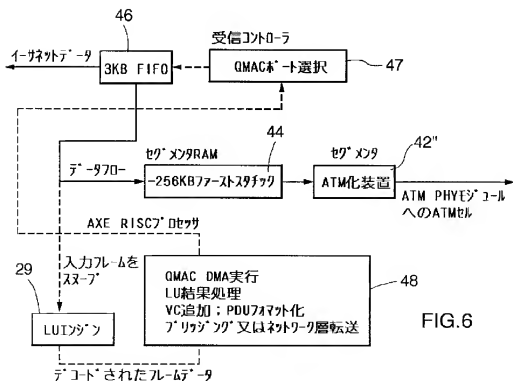 46
イーサネットデータ
3KB FIFO
受信コントローラ
QMACポート選択
47
セグメンタRAM
44
セグメンタ
42"
データフロー
-256KBファーストスタチック
ATM化装置
ATM PHYモジュール
へのATMセル
AXE RISCプロセッサ
入力フレームを
スヌープ
29
LUエンジン
QMAC DMA実行
LU結果処理
VC追加；PDUフォーマット化
ブリッジング又はネットワーク層転送
48
FIG.6
デコードされたフレームデータ